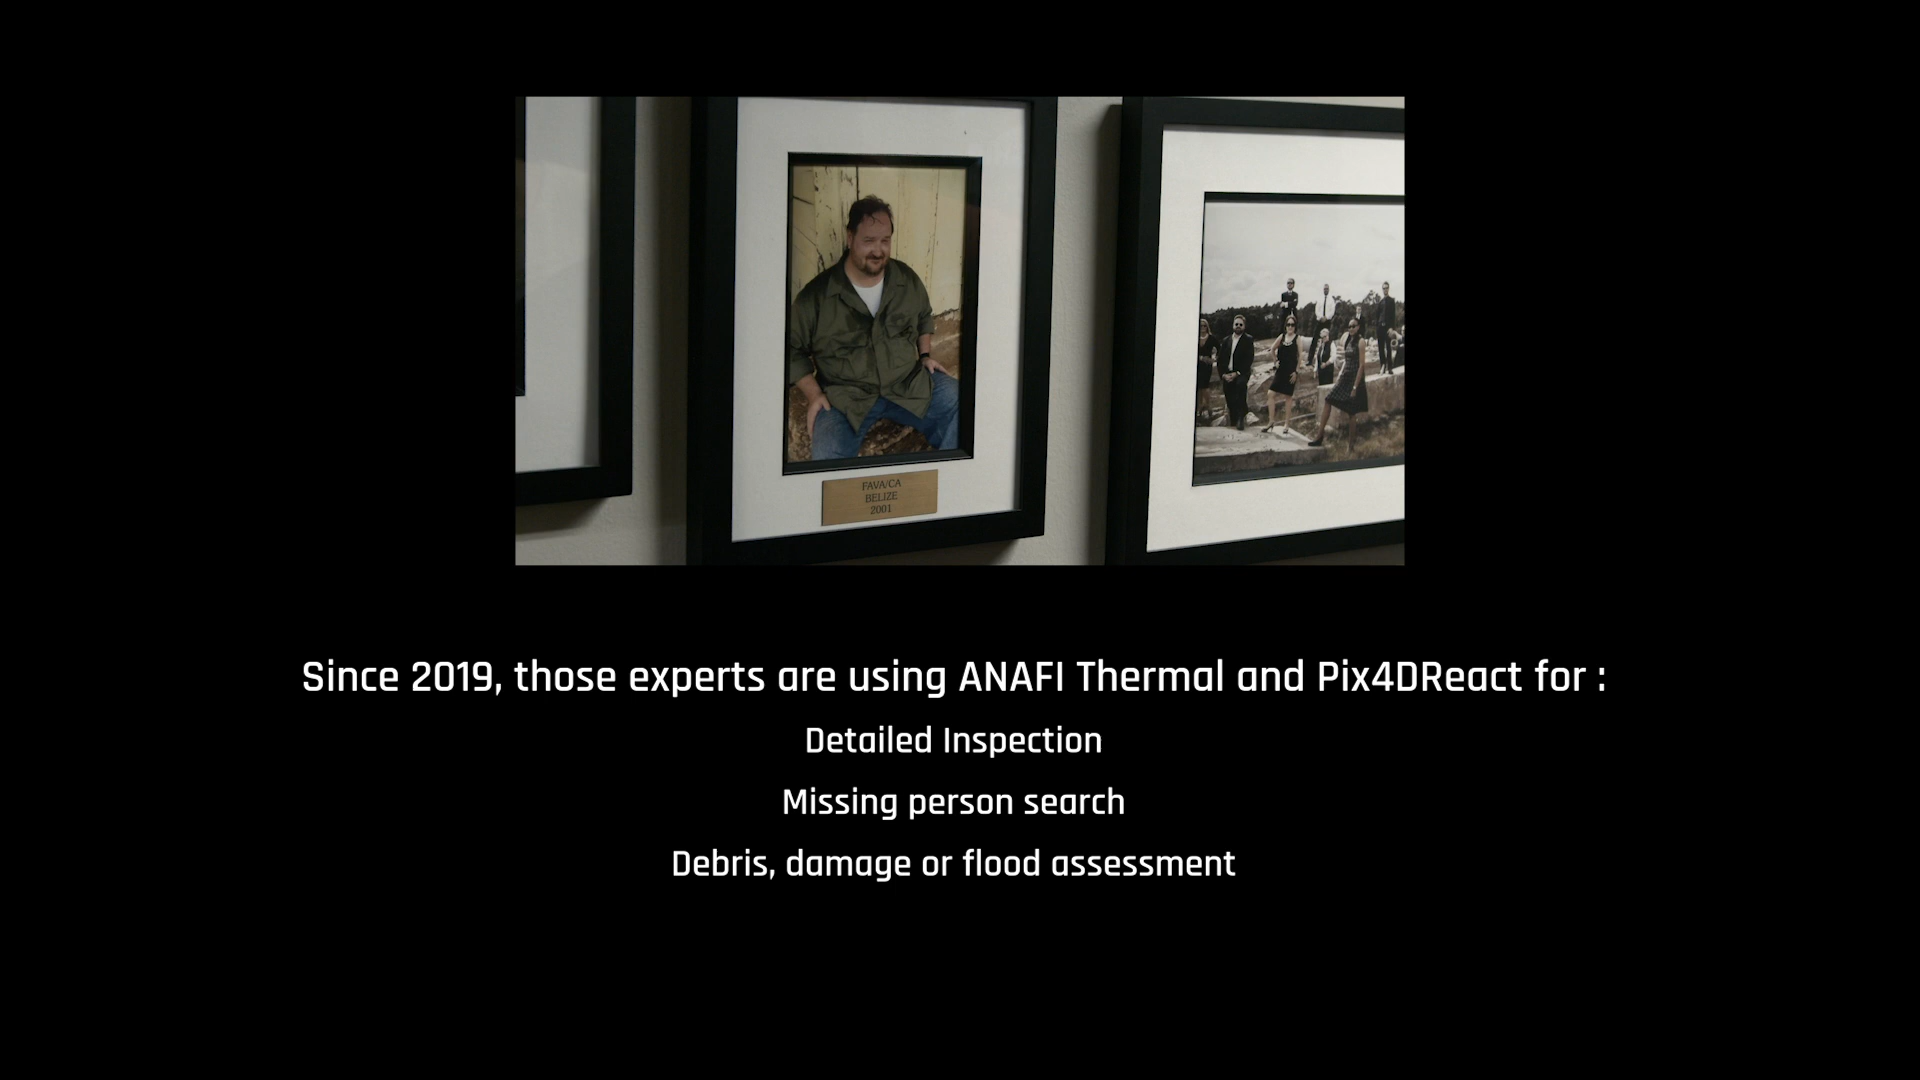 FAVA/CA
BELIZE
2001
Since 2019, those experts are using ANAFI Thermal and Pix4DReact for :
Detailed Inspection
Missing person search
Debris, damage or flood assessment